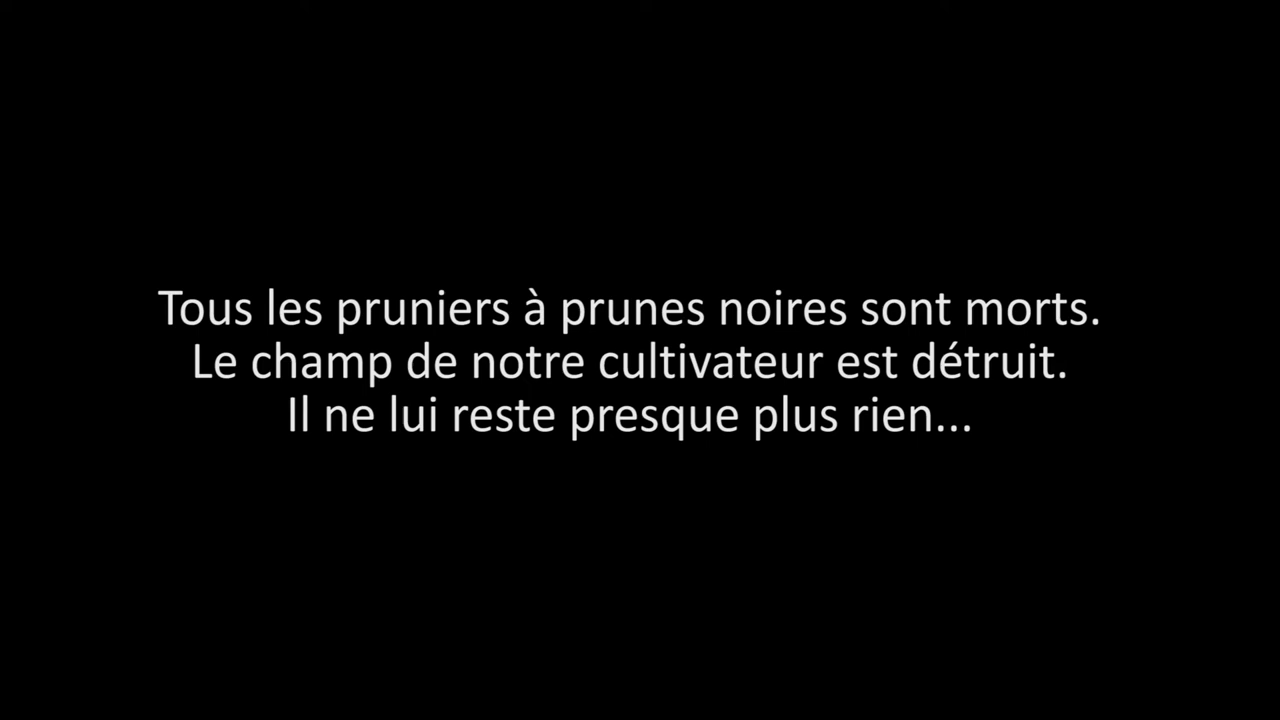 Tous les pruniers à prunes noires sont morts.
Le champ de notre cultivateur est détruit.
Il ne lui reste presque plus rien...